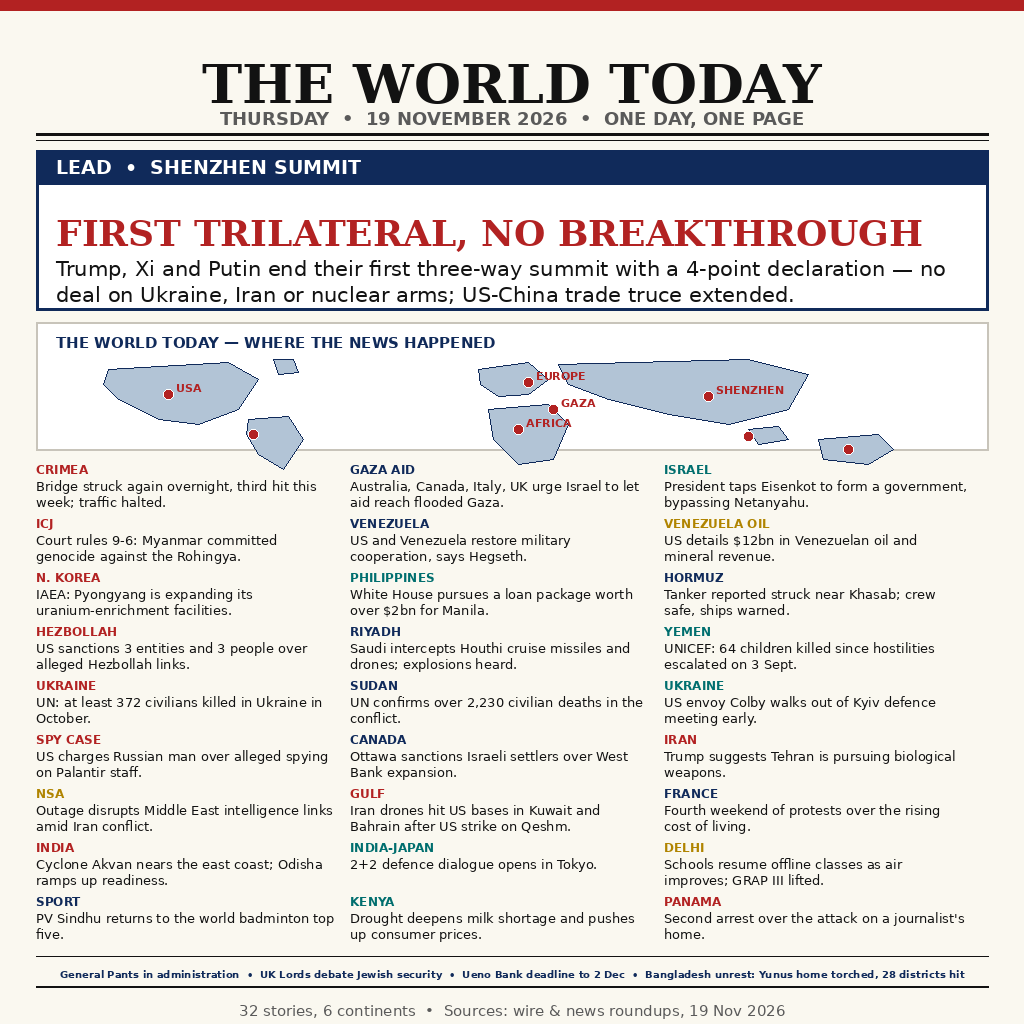 THE WORLD TODAY
THURSDAY • 19 NOVEMBER 2026 • ONE DAY, ONE PAGE
LEAD • SHENZHEN SUMMIT
FIRST TRILATERAL, NO BREAKTHROUGH
Trump, Xi and Putin end their first three-way summit with a 4-point declaration — no
deal on Ukraine, Iran or nuclear arms; US-China trade truce extended.
THE WORLD TODAY — WHERE THE NEWS HAPPENED
USA
EUROPE
GAZA
AFRICA
SHENZHEN
CRIMEA
Bridge struck again overnight, third hit this
week; traffic halted.
ICJ
Court rules 9-6: Myanmar committed
genocide against the Rohingya.
N. KOREA
IAEA: Pyongyang is expanding its
uranium-enrichment facilities.
HEZBOLLAH
US sanctions 3 entities and 3 people over
alleged Hezbollah links.
UKRAINE
UN: at least 372 civilians killed in Ukraine in
October.
SPY CASE
US charges Russian man over alleged spying
on Palantir staff.
NSA
Outage disrupts Middle East intelligence links
amid Iran conflict.
INDIA
Cyclone Akvan nears the east coast; Odisha
ramps up readiness.
SPORT
PV Sindhu returns to the world badminton top
five.
GAZA AID
Australia, Canada, Italy, UK urge Israel to let
aid reach flooded Gaza.
VENEZUELA
US and Venezuela restore military
cooperation, says Hegseth.
PHILIPPINES
White House pursues a loan package worth
over $2bn for Manila.
RIYADH
Saudi intercepts Houthi cruise missiles and
drones; explosions heard.
SUDAN
UN confirms over 2,230 civilian deaths in the
conflict.
CANADA
Ottawa sanctions Israeli settlers over West
Bank expansion.
GULF
Iran drones hit US bases in Kuwait and
Bahrain after US strike on Qeshm.
INDIA-JAPAN
2+2 defence dialogue opens in Tokyo.
KENYA
Drought deepens milk shortage and pushes
up consumer prices.
ISRAEL
President taps Eisenkot to form a government,
bypassing Netanyahu.
VENEZUELA OIL
US details $12bn in Venezuelan oil and
mineral revenue.
HORMUZ
Tanker reported struck near Khasab; crew
safe, ships warned.
YEMEN
UNICEF: 64 children killed since hostilities
escalated on 3 Sept.
UKRAINE
US envoy Colby walks out of Kyiv defence
meeting early.
IRAN
Trump suggests Tehran is pursuing biological
weapons.
FRANCE
Fourth weekend of protests over the rising
cost of living.
DELHI
Schools resume offline classes as air
improves; GRAP III lifted.
PANAMA
Second arrest over the attack on a journalist's
home.
General Pants in administration • UK Lords debate Jewish security • Ueno Bank deadline to 2 Dec • Bangladesh unrest: Yunus home torched, 28 districts hit
32 stories, 6 continents • Sources: wire & news roundups, 19 Nov 2026